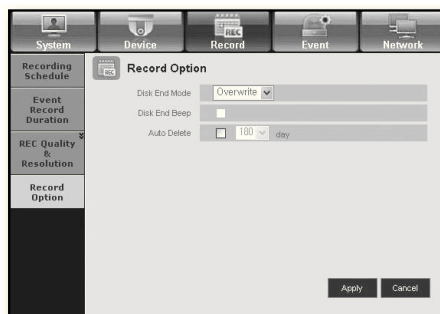 System Device Record Event Network
REC
Recording
Schedule
Event
Record
Duration
REC Quality
&
Resolution
Record
Option
REC
Record Option
Disk End Mode Overwrite
Disk End Beep
Auto Delete 180 day
Apply Cancel